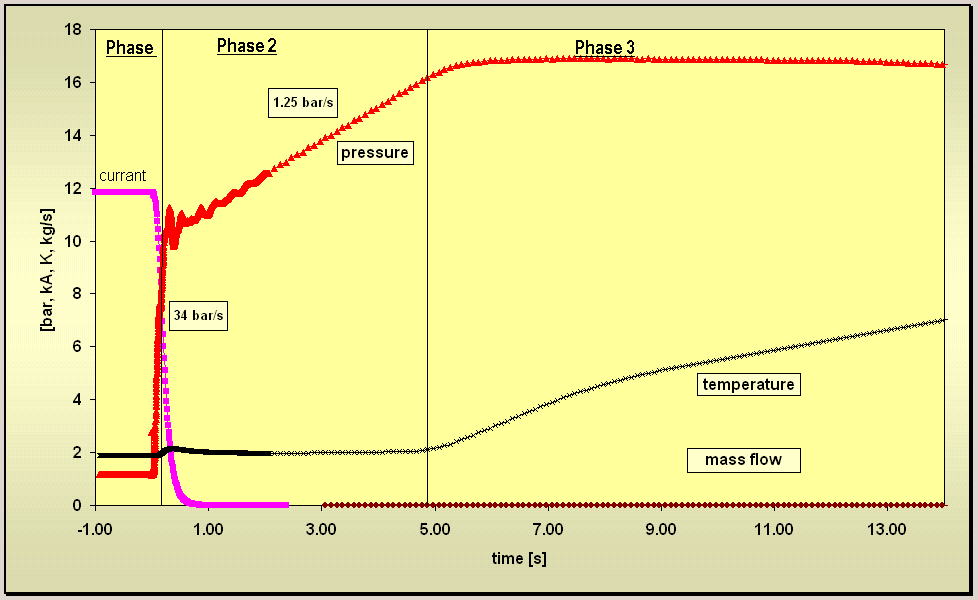 Phase
Phase 2
Phase 3
18
16
14
12
10
8
6
4
2
0
[bar, kA, K, kg/s]
currant
1.25 bar/s
pressure
34 bar/s
temperature
mass flow
-1.00
1.00
3.00
5.00
7.00
9.00
11.00
13.00
time [s]